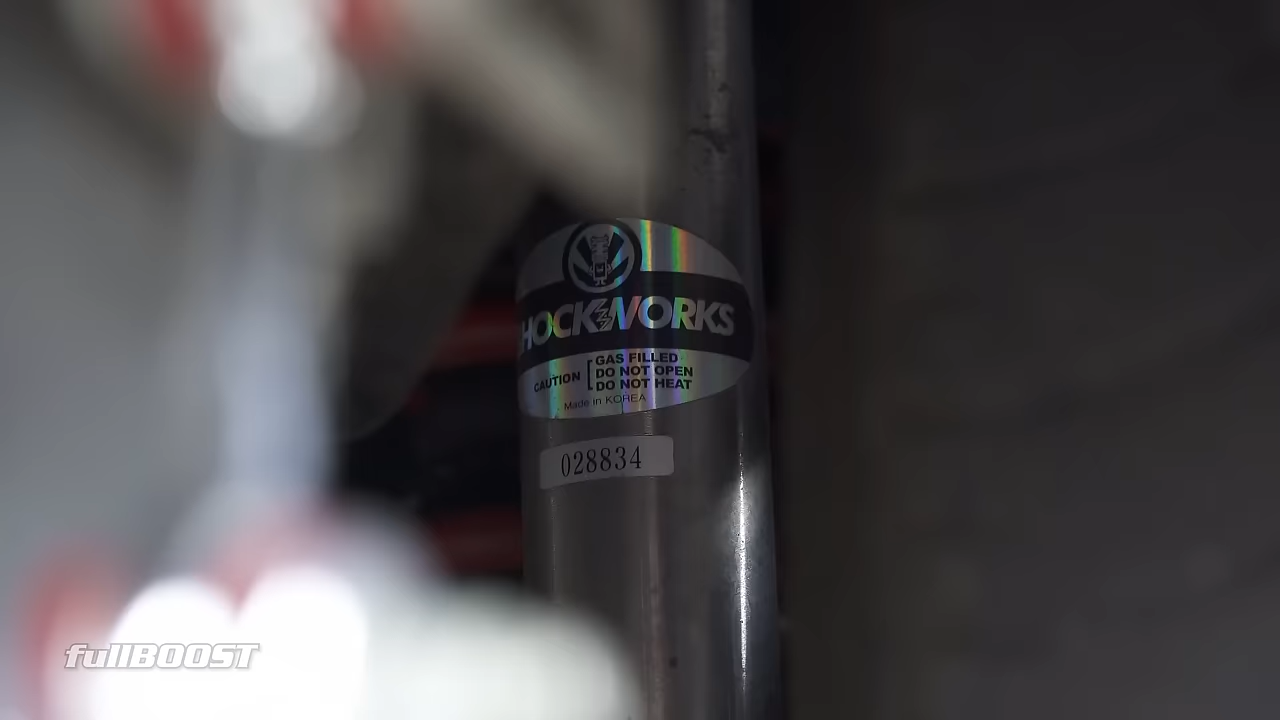 HOCKWORKS
CAUTION
GAS FILLED
DO NOT OPEN
DO NOT HEAT
Made in KOREA
028834
fullBOOST